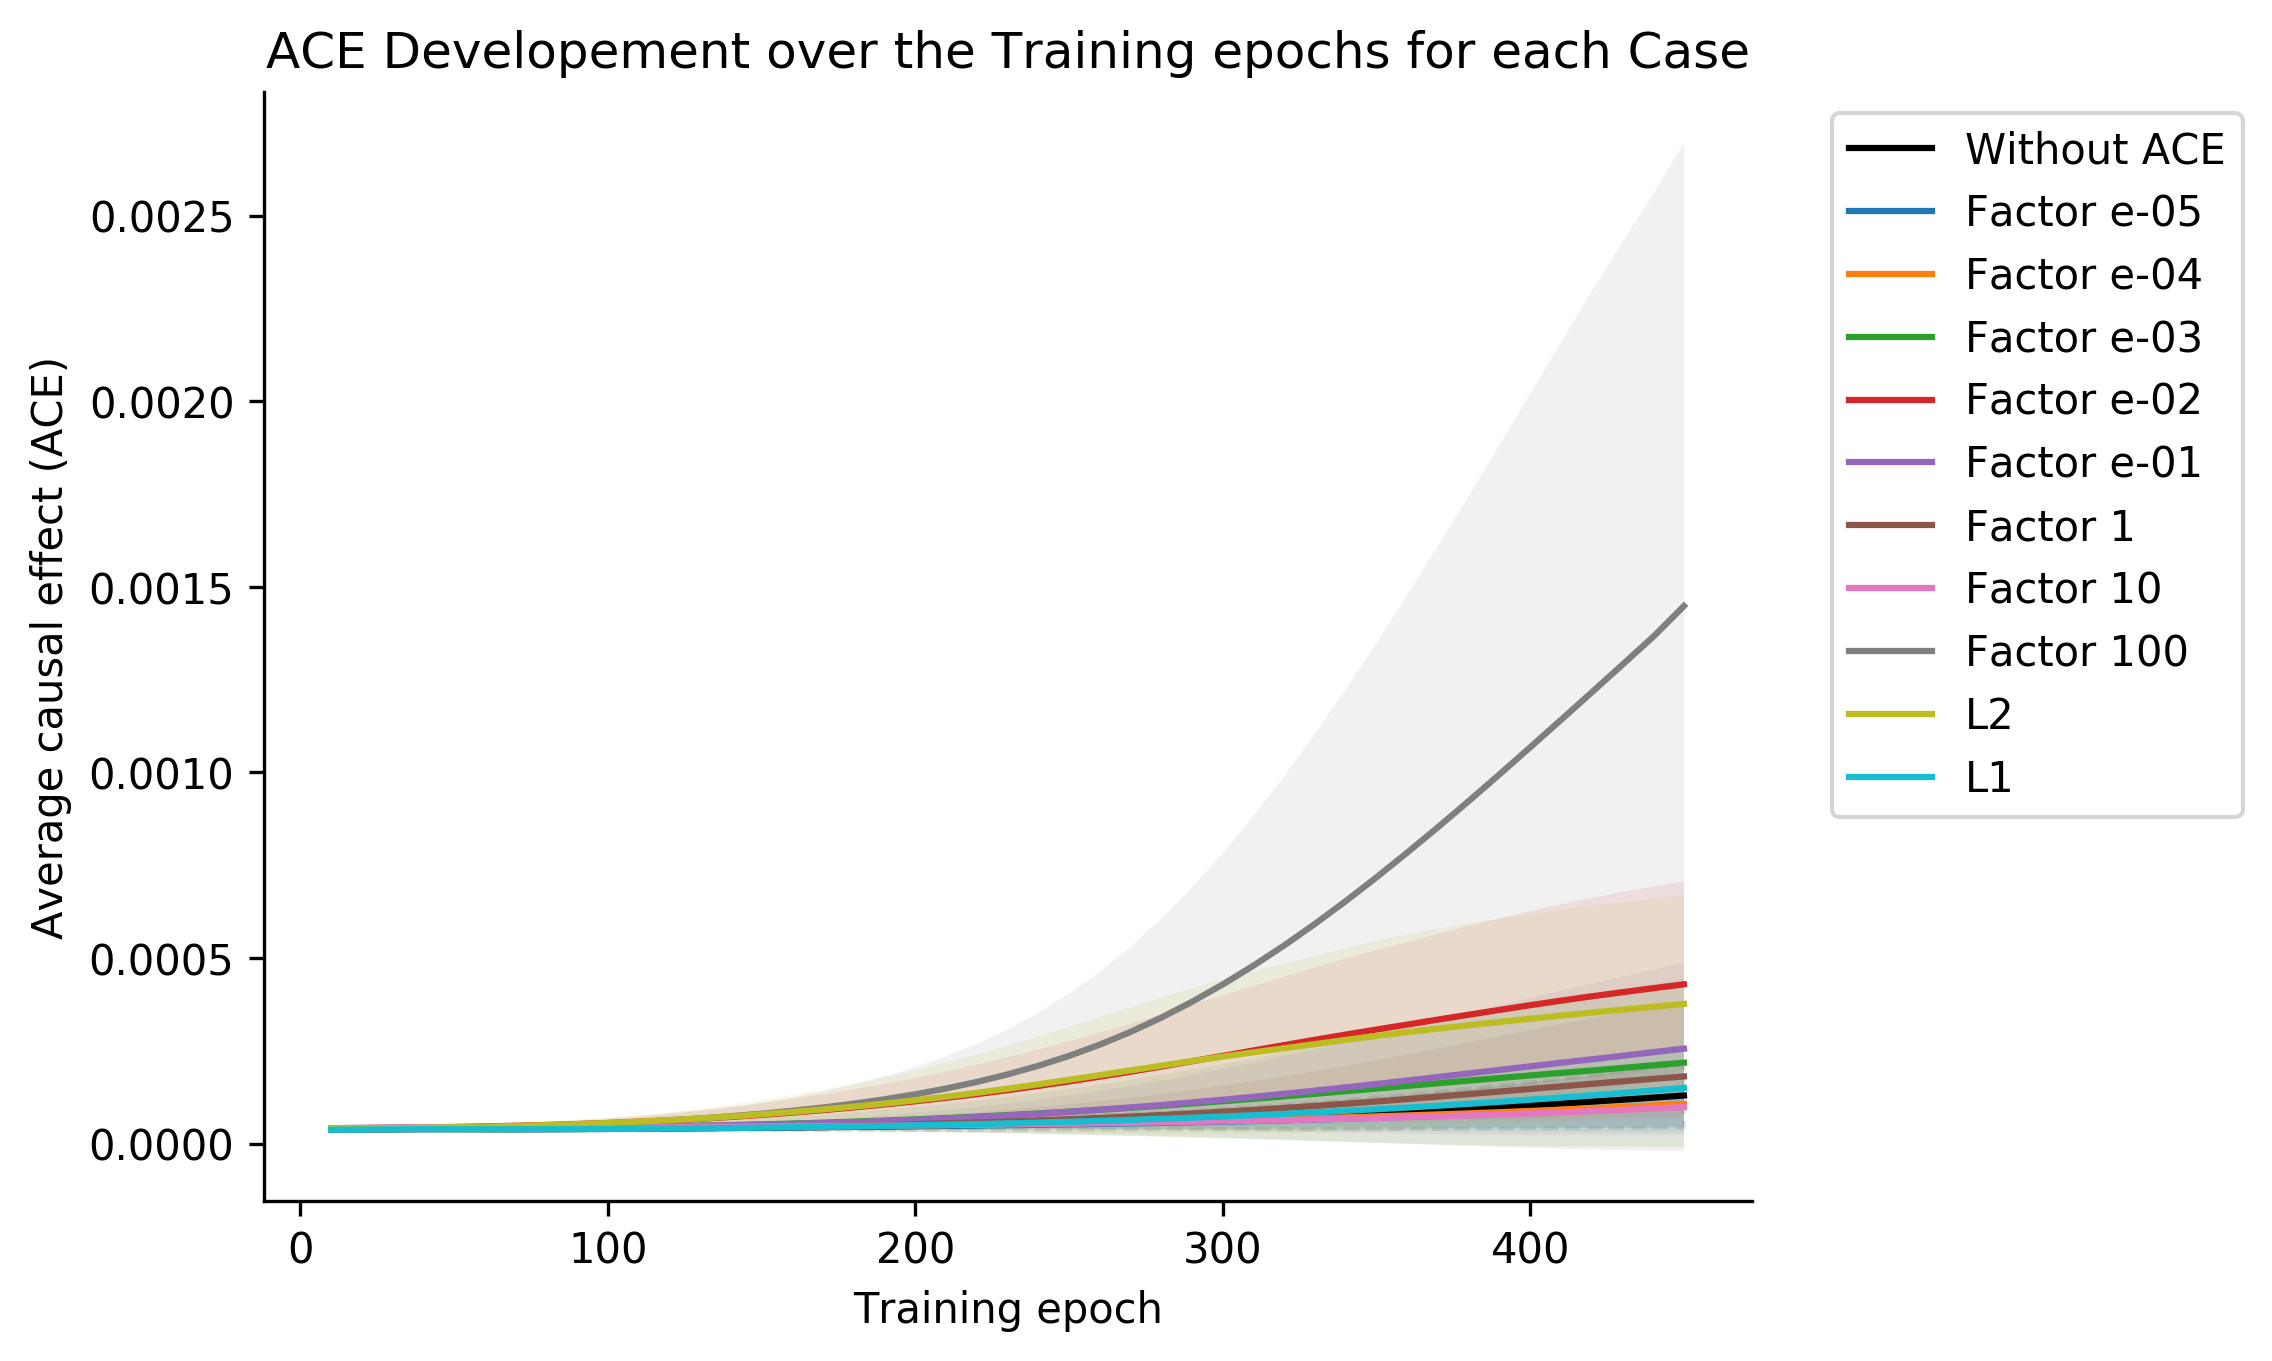 ACE Developement over the Training epochs for each Case
Average causal effect (ACE)
0.0025
0.0020
0.0015
0.0010
0.0005
0.0000
0
100
200
300
400
Training epoch
Without ACE
Factor e-05
Factor e-04
Factor e-03
Factor e-02
Factor e-01
Factor 1
Factor 10
Factor 100
L2
L1